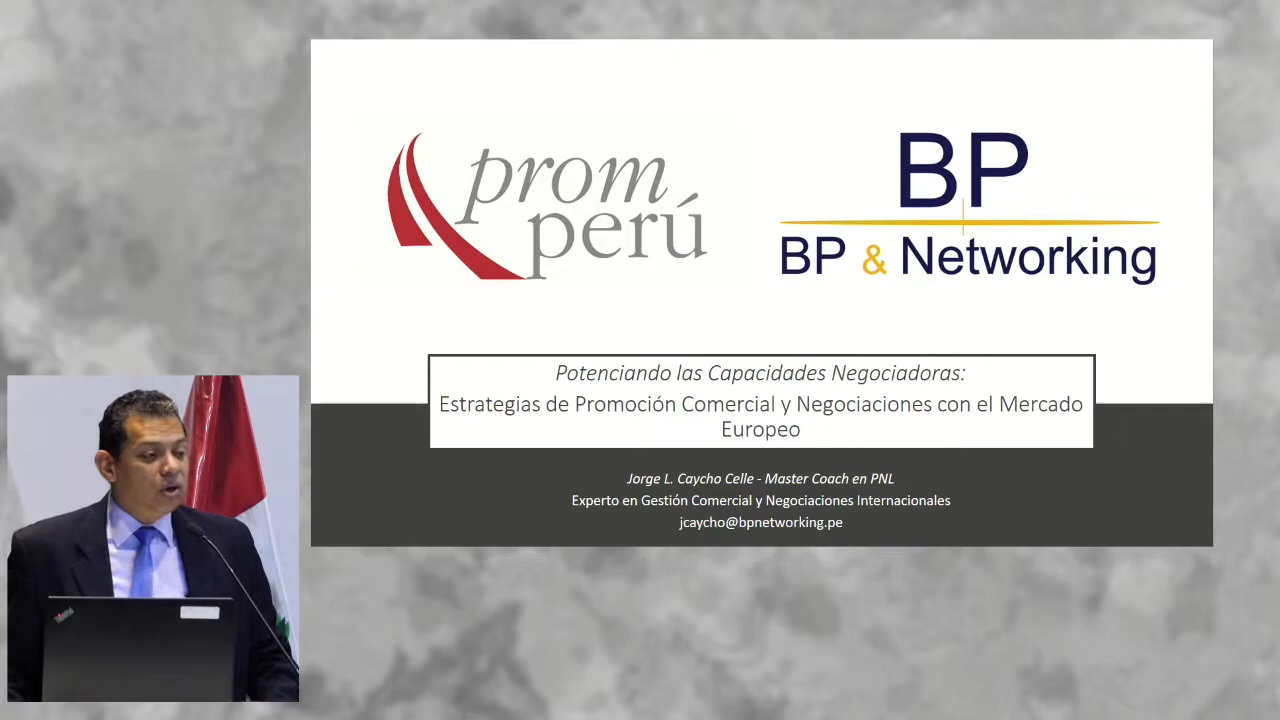 prom
perú
BP
BP & Networking
Potenciando las Capacidades Negociadoras:
Estrategias de Promoción Comercial y Negociaciones con el Mercado
Europeo
Jorge L. Caycho Celle - Master Coach en PNL
Experto en Gestión Comercial y Negociaciones Internacionales
jcaycho@bpnetworking.pe
ThinkPad